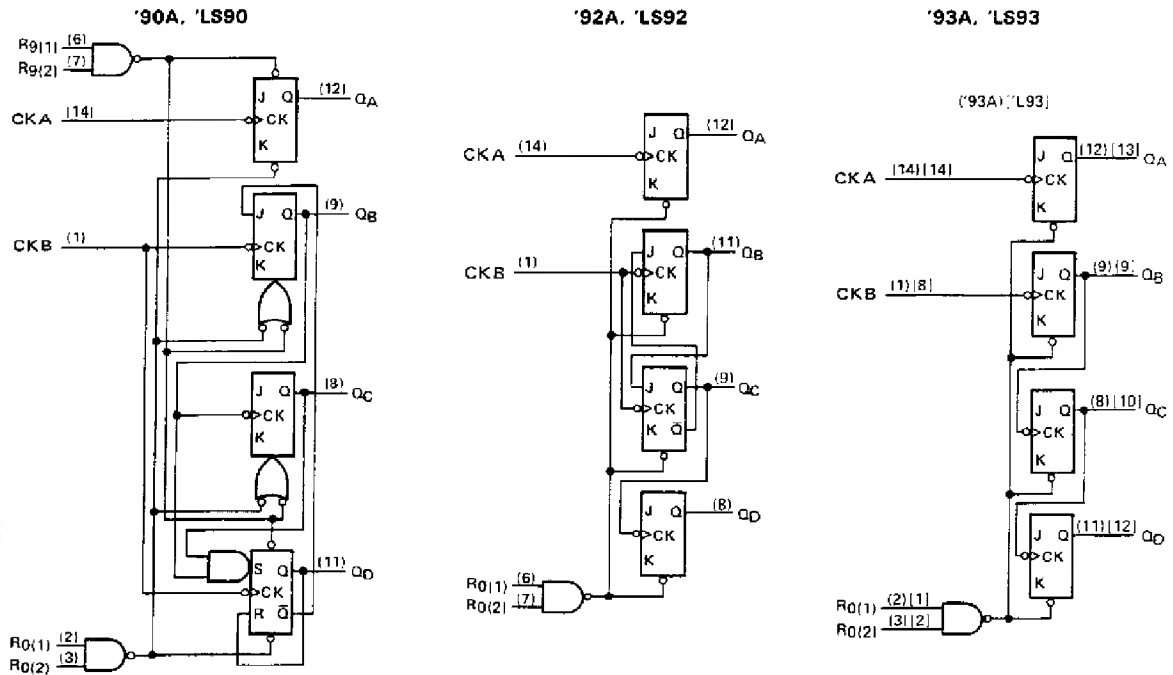 '90A, 'LS90
R9(1) (6)
R9(2) (7)
J Q (12) QA
CKA (14) CK
K
J Q (9) QB
CKB (1) CK
K
J Q (8) QC
CK
K
S Q (11) QD
CK
R Q̅
R0(1) (2)
R0(2) (3)
'92A, 'LS92
J Q (12) QA
CKA (14) CK
K
J Q (11) QB
CKB (1) CK
K
J Q (9) QC
CK
K Q̅
J Q (8) QD
CK
K
R0(1) (6)
R0(2) (7)
'93A, 'LS93
('93A) ['L93]
J Q (12) [13] QA
CKA (14) [14] CK
K
J Q (9) [9] QB
CKB (1) [8] CK
K
J Q (8) [10] QC
CK
K
J Q (11) [12] QD
CK
K
R0(1) (2) [1]
R0(2) (3) [2]